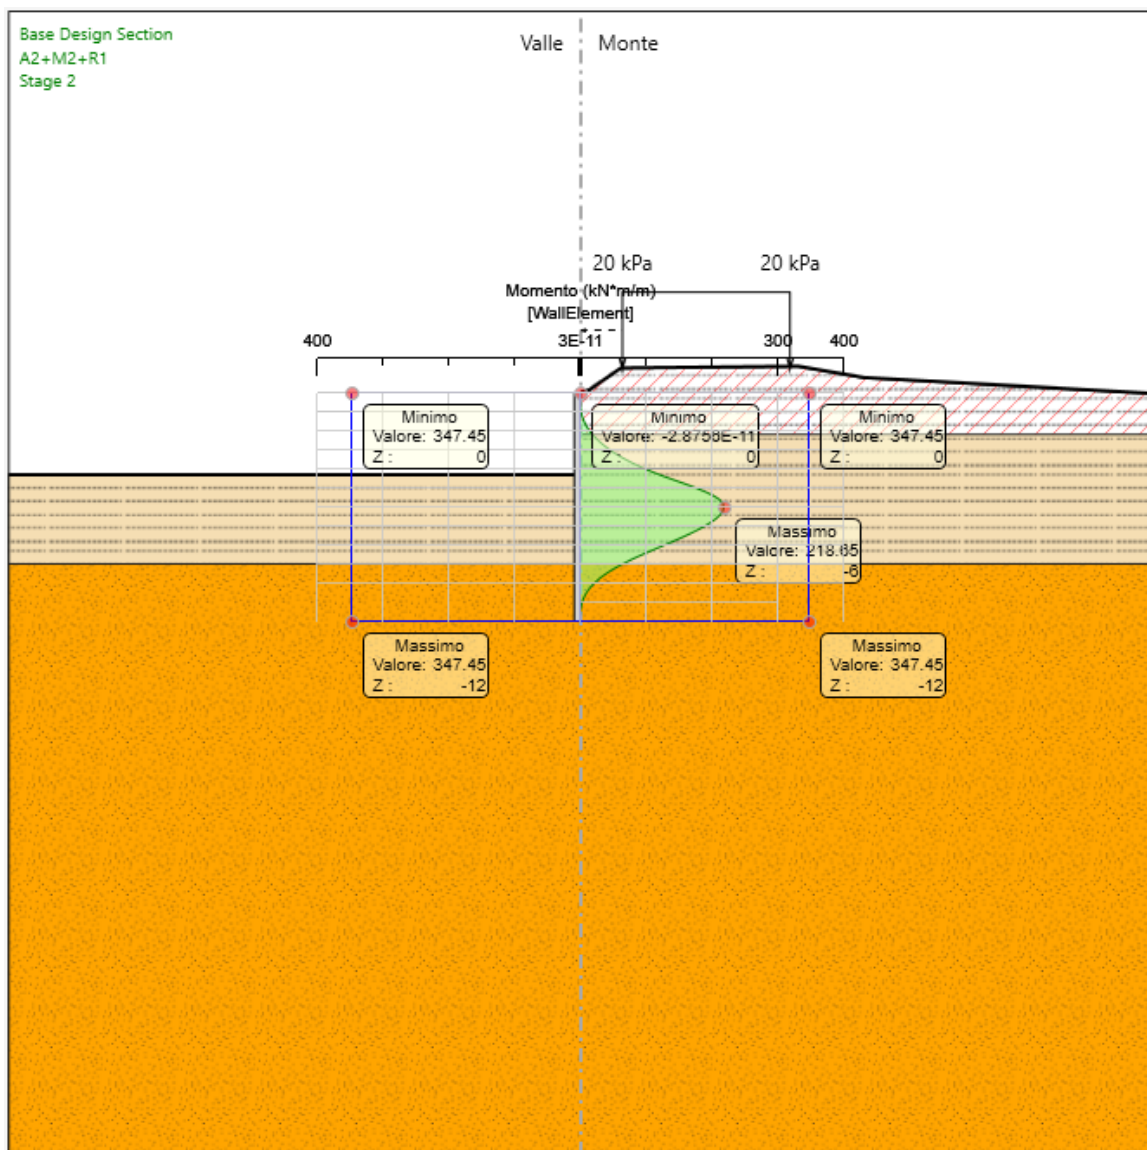 Base Design Section
A2+M2+R1
Stage 2
Valle
Monte
20 kPa
20 kPa
Momento (kN*m/m)
[WallElement]
400
3E-11
300
400
Minimo
Valore: 347.45
Z : 0
Minimo
Valore: -2.8756E-11
Z : 0
Minimo
Valore: 347.45
Z : 0
Massimo
Valore: 218.65
Z : -6
Massimo
Valore: 347.45
Z : -12
Massimo
Valore: 347.45
Z : -12